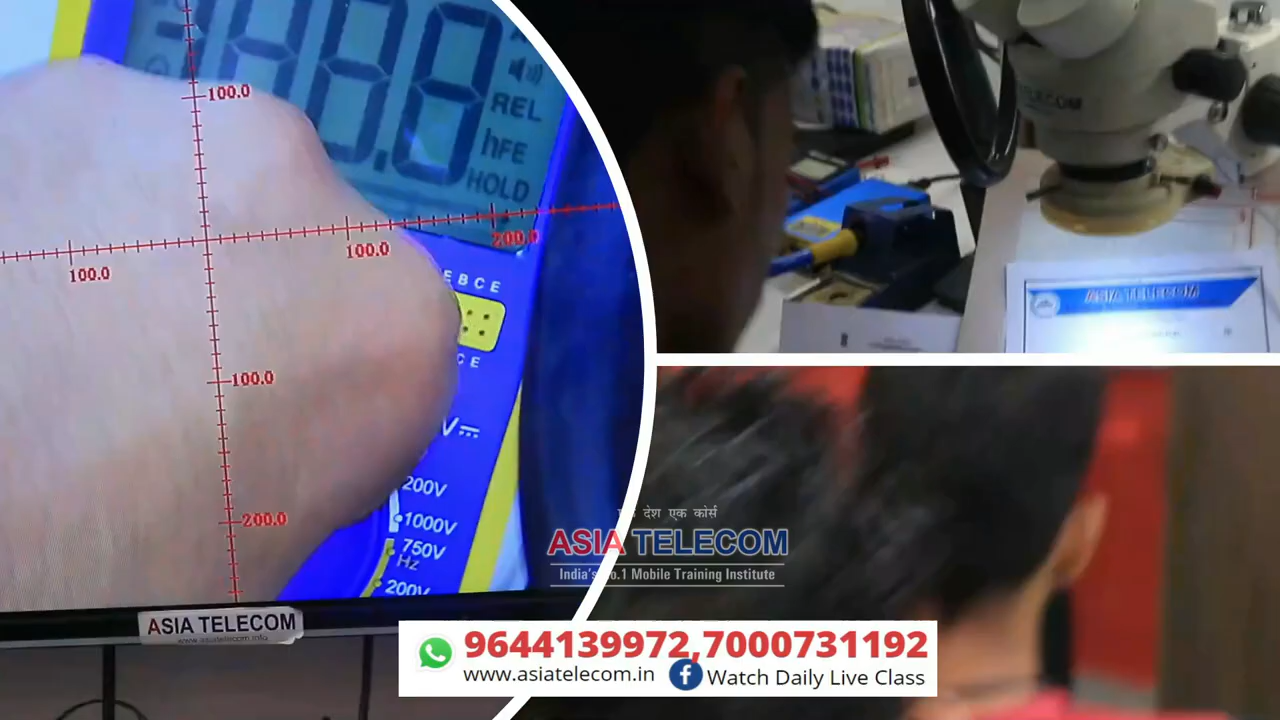 100.0
REL
hFE
HOLD
100.0
100.0
200.0
E B C E
C E
100.0
V
200V
1000V
750V
Hz
200V
200.0
ASIA TELECOM
www.asiatelecom.info
ASIA TELECOM
देश एक कोर्स
ASIA TELECOM
India's No.1 Mobile Training Institute
9644139972,7000731192
www.asiatelecom.in
Watch Daily Live Class